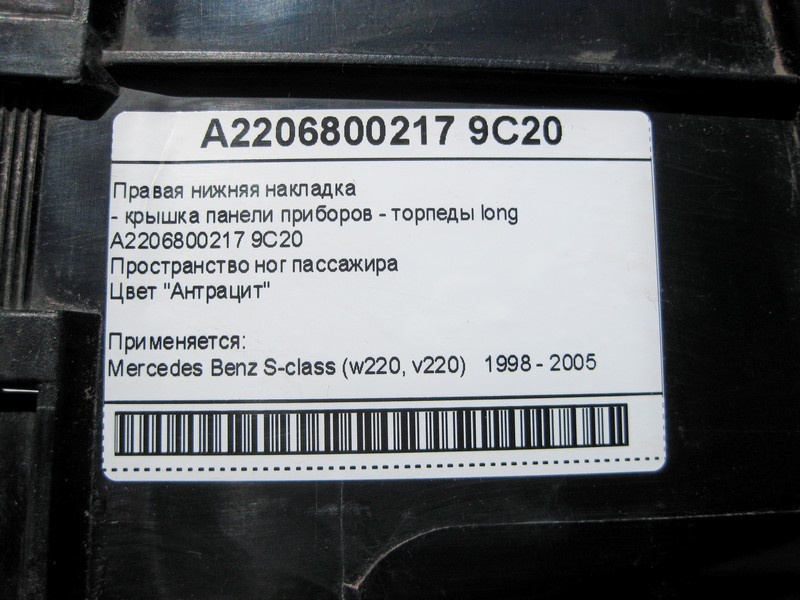 A2206800217 9C20
Правая нижняя накладка
- крышка панели приборов - торпеды long
A2206800217 9C20
Пространство ног пассажира
Цвет "Антрацит"
Применяется:
Mercedes Benz S-class (w220, v220) 1998 - 2005